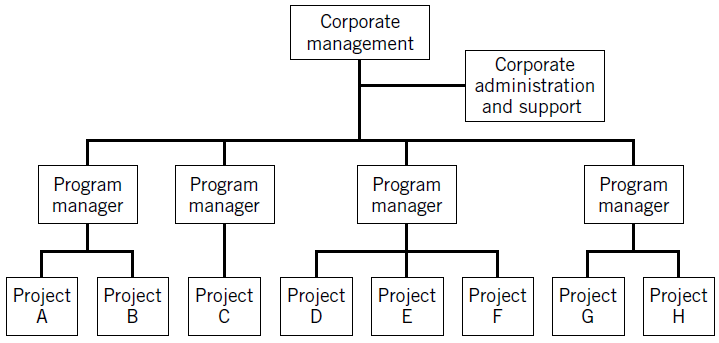 Corporate
management
Corporate
administration
and support
Program
manager
Program
manager
Program
manager
Program
manager
Project
A
Project
B
Project
C
Project
D
Project
E
Project
F
Project
G
Project
H